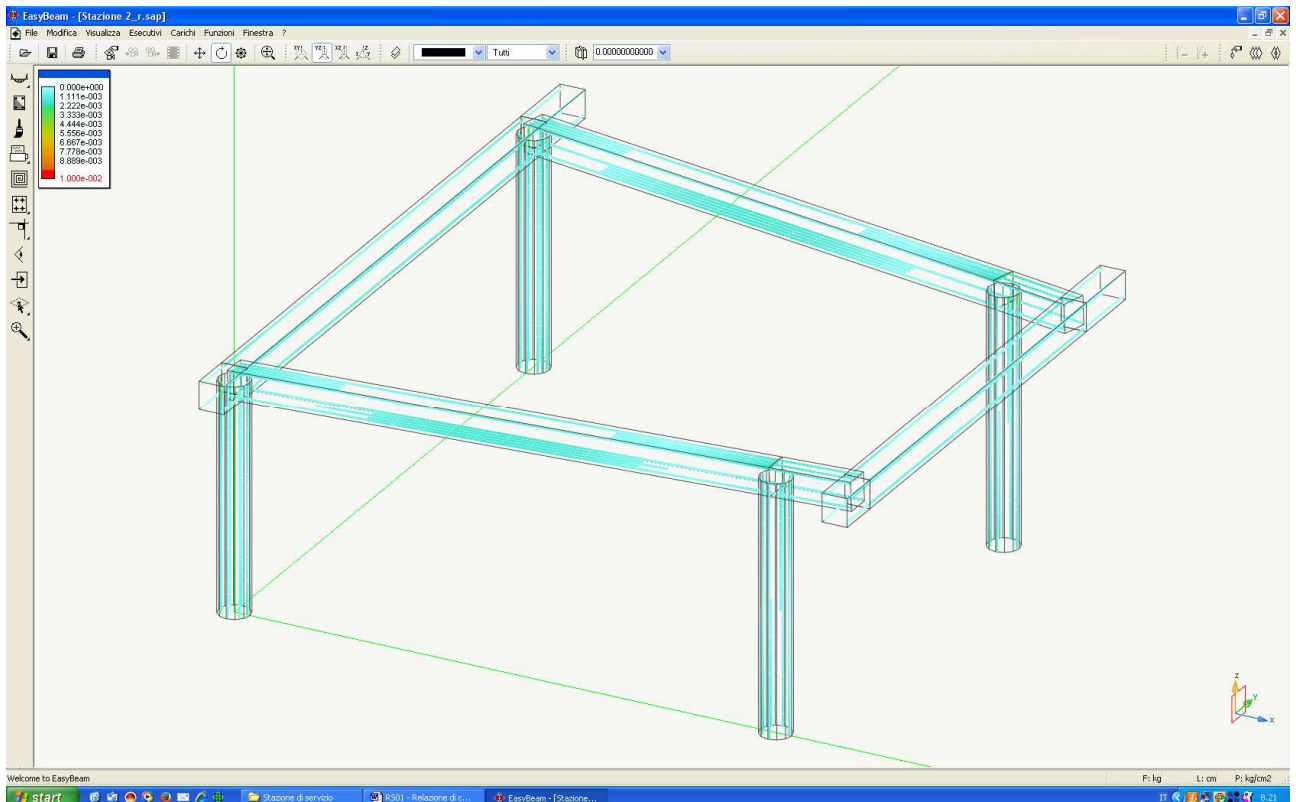 EasyBeam - [Stazione 2_r.sap]
File Modifica Visualizza Esecutivi Carichi Funzioni Finestra ?
Tutti
0.00000000000
0.000e+000
1.111e-003
2.222e-003
3.333e-003
4.444e-003
5.556e-003
6.667e-003
7.778e-003
8.889e-003
1.000e-002
z
y
x
Welcome to EasyBeam
F: kg L: cm P: kg/cm2
start
Stazione di servizio
RS01 - Relazione di c...
EasyBeam - [Stazione...
IT
8.21